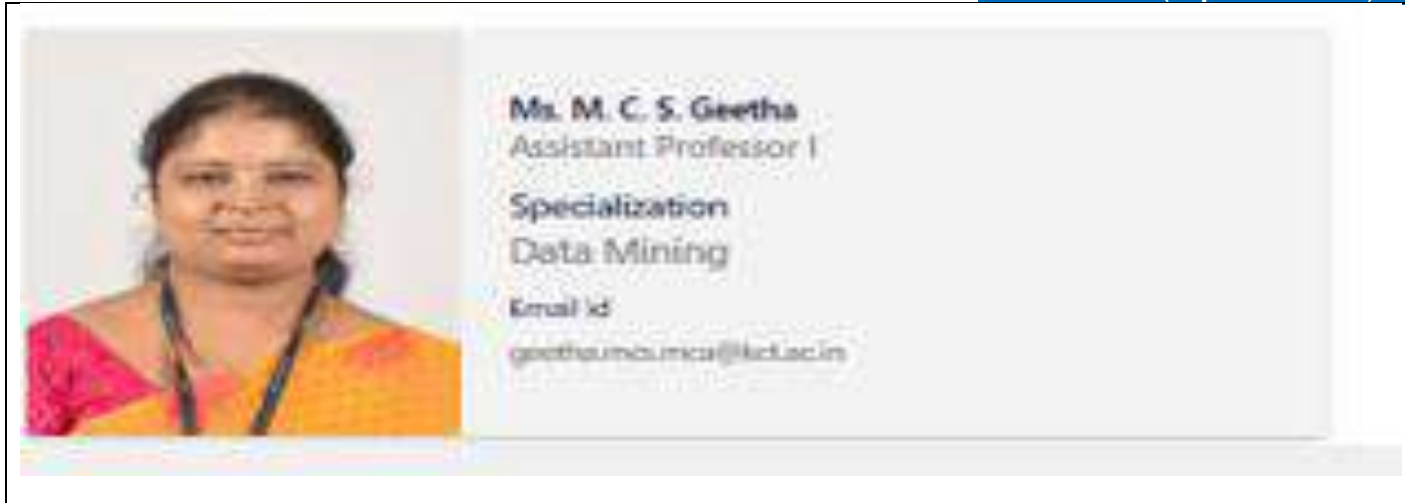 Ms. M. C. S. Geetha
Assistant Professor I
Specialization
Data Mining
Email id
geetha.mcs.mca@kct.ac.in